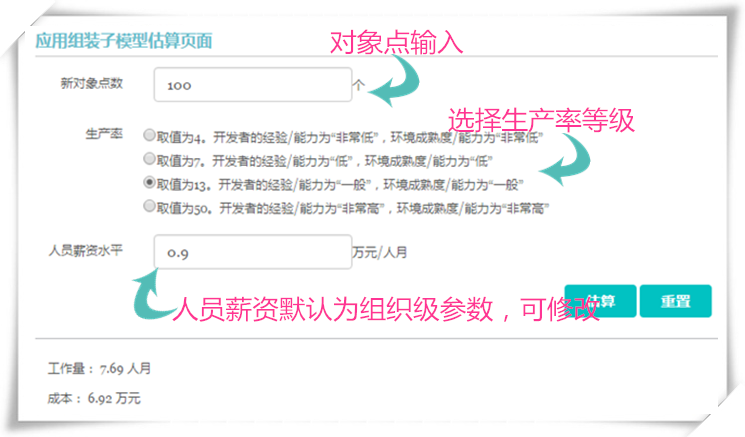 应用组装子模型估算页面
对象点输入
新对象点数 100 个
选择生产率等级
生产率 取值为4。开发者的经验/能力为“非常低”，环境成熟度/能力为“非常低”
取值为7。开发者的经验/能力为“低”，环境成熟度/能力为“低”
取值为13。开发者的经验/能力为“一般”，环境成熟度/能力为“一般”
取值为50。开发者的经验/能力为“非常高”，环境成熟度/能力为“非常高”
人员薪资水平 0.9 万元/人月
人员薪资默认为组织级参数，可修改
估算 重置
工作量： 7.69 人月
成本： 6.92 万元